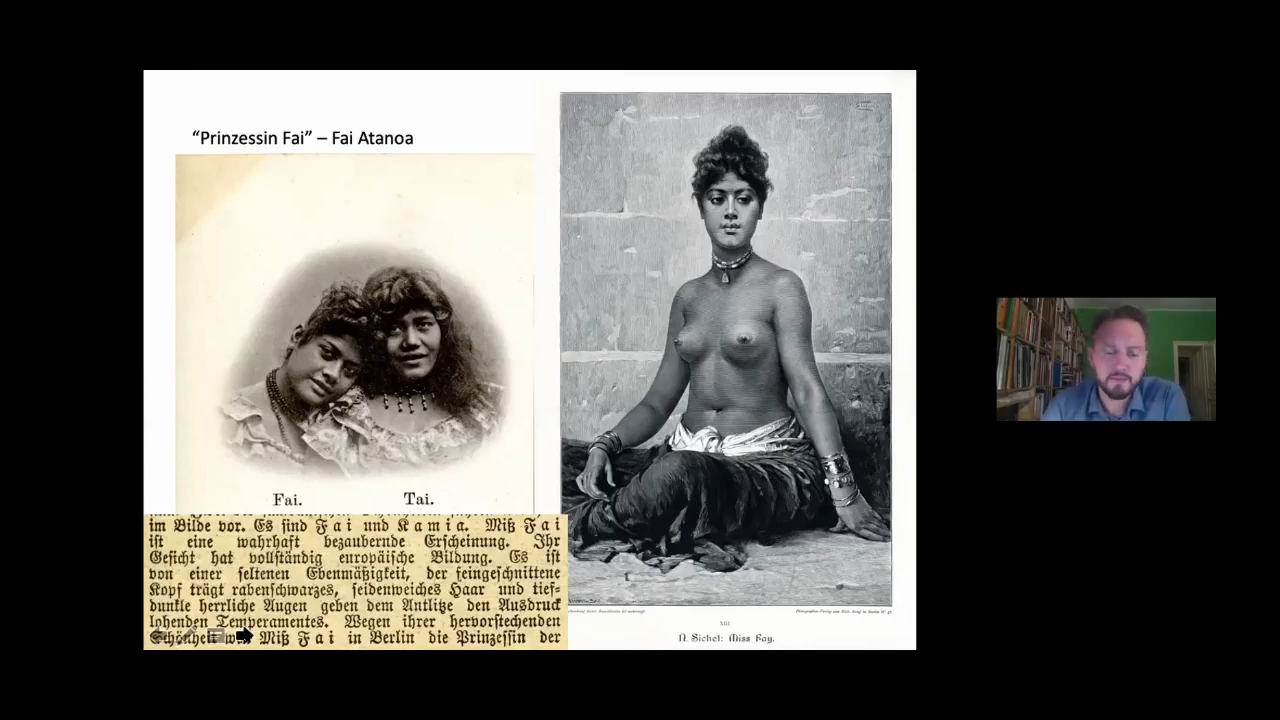 “Prinzessin Fai” – Fai Atanoa
Fai.
Tai.
im Bilde vor. Es sind Fai und Kamia. Miß Fai
ist eine wahrhaft bezaubernde Erscheinung. Ihr
Gesicht hat vollständig europäische Bildung. Es ist
von einer seltenen Ebenmäßigkeit, der feingeschnittene
Kopf trägt rabenschwarzes, seidenweiches Haar und tief-
dunkle herrliche Augen geben dem Antlitze den Ausdruck
lohenden Temperamentes. Wegen ihrer hervorstechenden
Schönheit Miß Fai in Berlin die Prinzessin der
XIII
N. Sichel: Miss Fay.